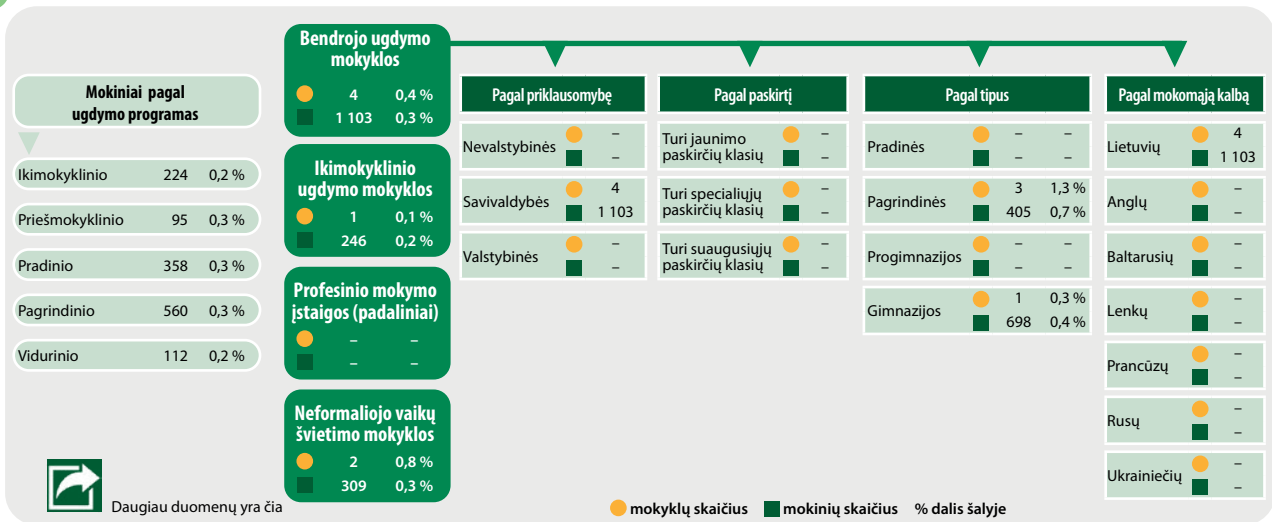 Mokiniai pagal
ugdymo programas
Ikimokyklinio 224 0,2 %
Priešmokyklinio 95 0,3 %
Pradinio 358 0,3 %
Pagrindinio 560 0,3 %
Vidurinio 112 0,2 %
Bendrojo ugdymo
mokyklos
4 0,4 %
1 103 0,3 %
Ikimokyklinio
ugdymo mokyklos
1 0,1 %
246 0,2 %
Profesinio mokymo
įstaigos (padaliniai)
– –
– –
Neformaliojo vaikų
švietimo mokyklos
2 0,8 %
309 0,3 %
Pagal priklausomybę
Nevalstybinės –
–
Savivaldybės 4
1 103
Valstybinės –
–
Pagal paskirtį
Turi jaunimo
paskirčių klasių
–
–
Turi specialiųjų
paskirčių klasių
–
–
Turi suaugusiųjų
paskirčių klasių
–
–
Pagal tipus
Pradinės – –
– –
Pagrindinės 3 1,3 %
405 0,7 %
Progimnazijos – –
– –
Gimnazijos 1 0,3 %
698 0,4 %
Pagal mokomąją kalbą
Lietuvių 4
1 103
Anglų –
–
Baltarusių –
–
Lenkų –
–
Prancūzų –
–
Rusų –
–
Ukrainiečių –
–
Daugiau duomenų yra čia
mokyklų skaičius mokinių skaičius % dalis šalyje